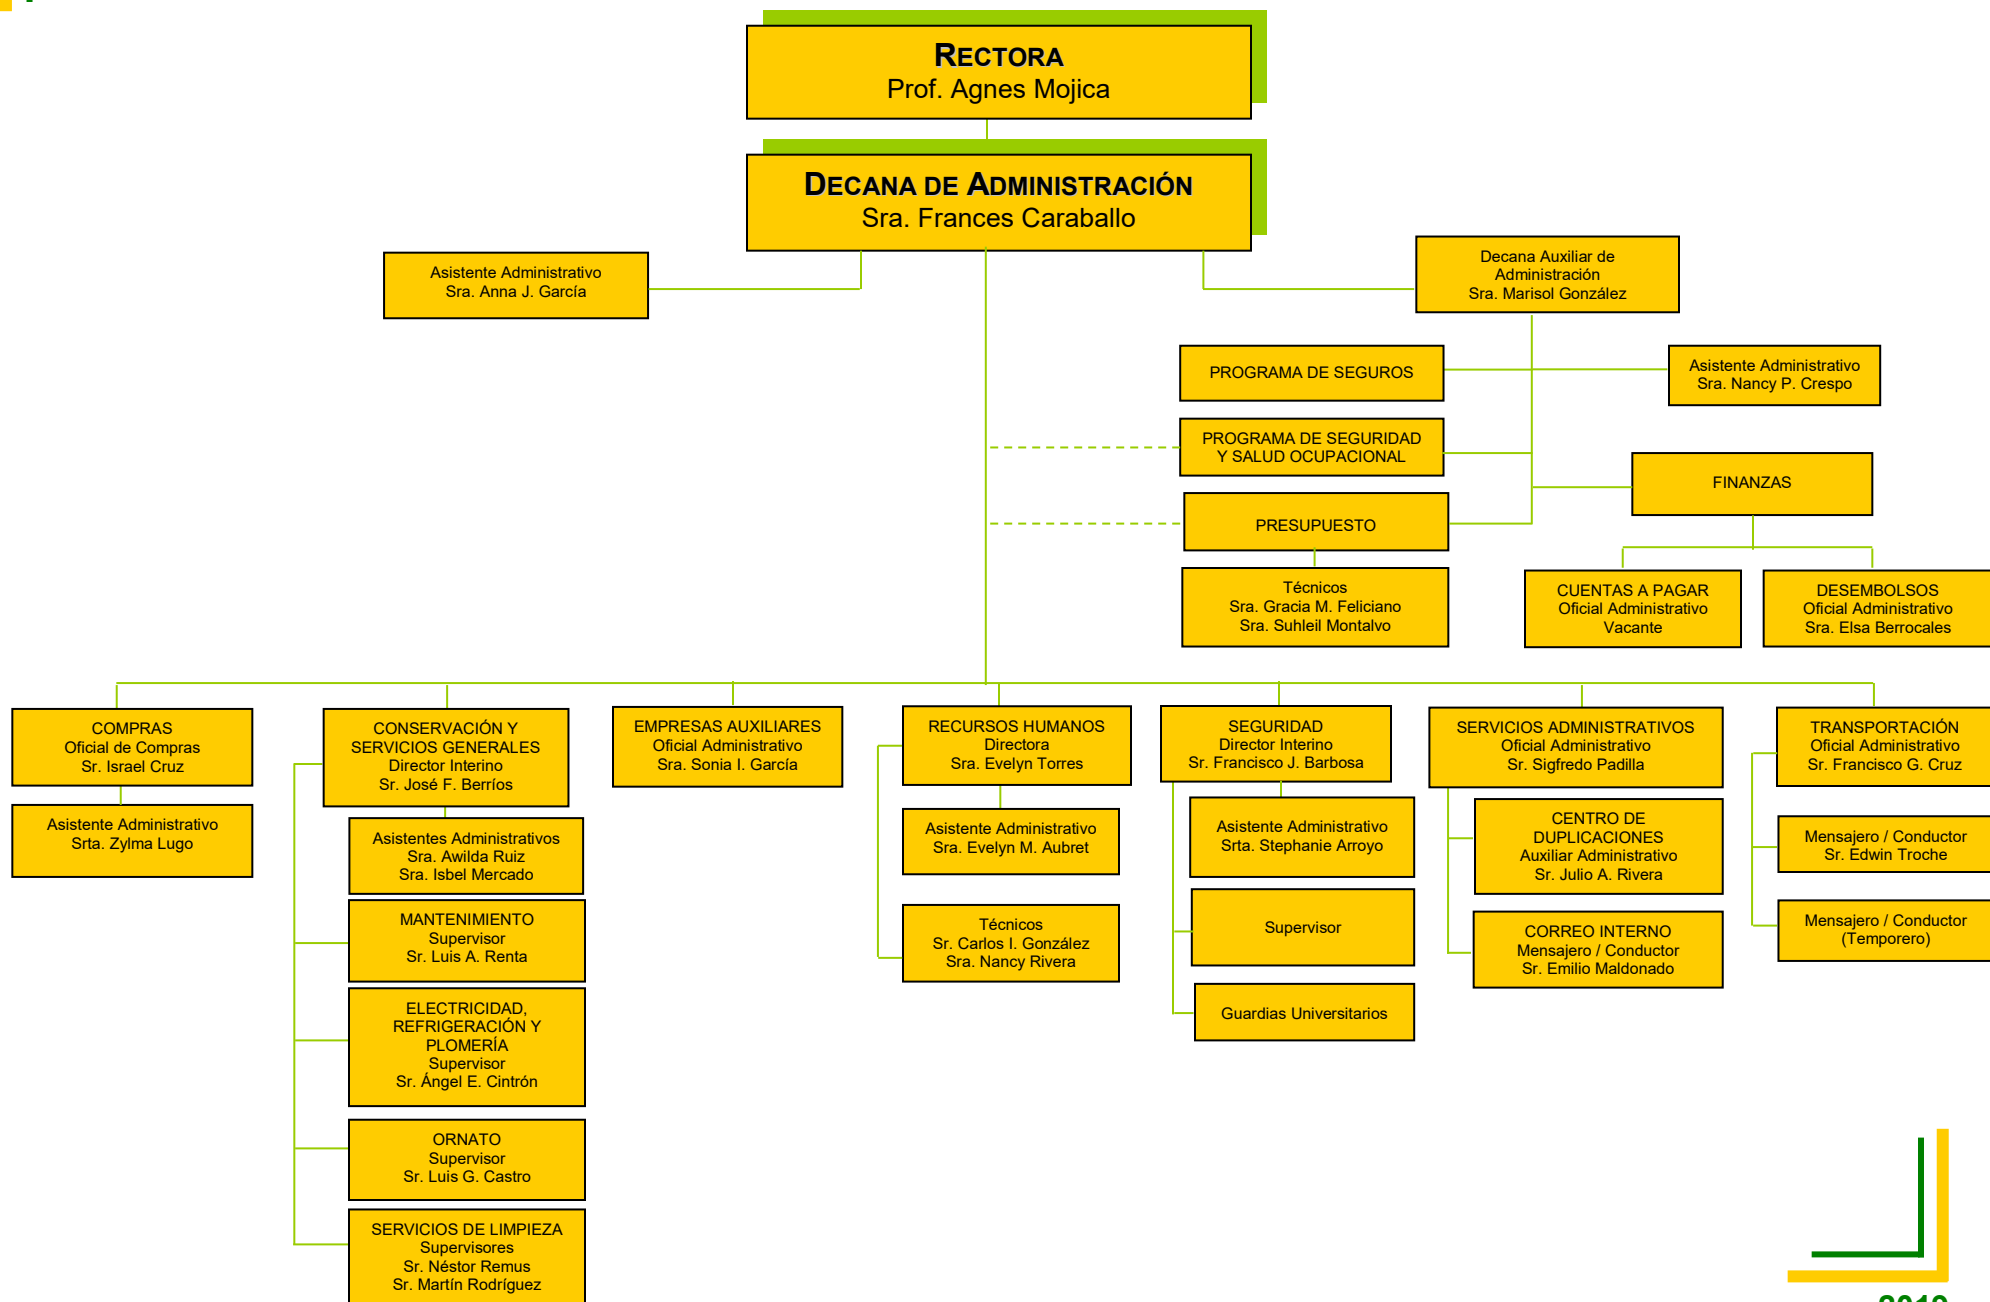 RECTORA
Prof. Agnes Mojica
DECANA DE ADMINISTRACIÓN
Sra. Frances Caraballo
Asistente Administrativo
Sra. Anna J. García
Decana Auxiliar de
Administración
Sra. Marisol González
PROGRAMA DE SEGUROS
Asistente Administrativo
Sra. Nancy P. Crespo
PROGRAMA DE SEGURIDAD
Y SALUD OCUPACIONAL
FINANZAS
PRESUPUESTO
Técnicos
Sra. Gracia M. Feliciano
Sra. Suhleil Montalvo
CUENTAS A PAGAR
Oficial Administrativo
Vacante
DESEMBOLSOS
Oficial Administrativo
Sra. Elsa Berrocales
COMPRAS
Oficial de Compras
Sr. Israel Cruz
Asistente Administrativo
Srta. Zylma Lugo
CONSERVACIÓN Y
SERVICIOS GENERALES
Director Interino
Sr. José F. Berríos
Asistentes Administrativos
Sra. Awilda Ruiz
Sra. Isbel Mercado
MANTENIMIENTO
Supervisor
Sr. Luis A. Renta
ELECTRICIDAD,
REFRIGERACIÓN Y
PLOMERÍA
Supervisor
Sr. Ángel E. Cintrón
ORNATO
Supervisor
Sr. Luis G. Castro
SERVICIOS DE LIMPIEZA
Supervisores
Sr. Néstor Remus
Sr. Martín Rodríguez
EMPRESAS AUXILIARES
Oficial Administrativo
Sra. Sonia I. García
RECURSOS HUMANOS
Directora
Sra. Evelyn Torres
Asistente Administrativo
Sra. Evelyn M. Aubret
Técnicos
Sr. Carlos I. González
Sra. Nancy Rivera
SEGURIDAD
Director Interino
Sr. Francisco J. Barbosa
Asistente Administrativo
Srta. Stephanie Arroyo
Supervisor
Guardias Universitarios
SERVICIOS ADMINISTRATIVOS
Oficial Administrativo
Sr. Sigfredo Padilla
CENTRO DE
DUPLICACIONES
Auxiliar Administrativo
Sr. Julio A. Rivera
CORREO INTERNO
Mensajero / Conductor
Sr. Emilio Maldonado
TRANSPORTACIÓN
Oficial Administrativo
Sr. Francisco G. Cruz
Mensajero / Conductor
Sr. Edwin Troche
Mensajero / Conductor
(Temporero)